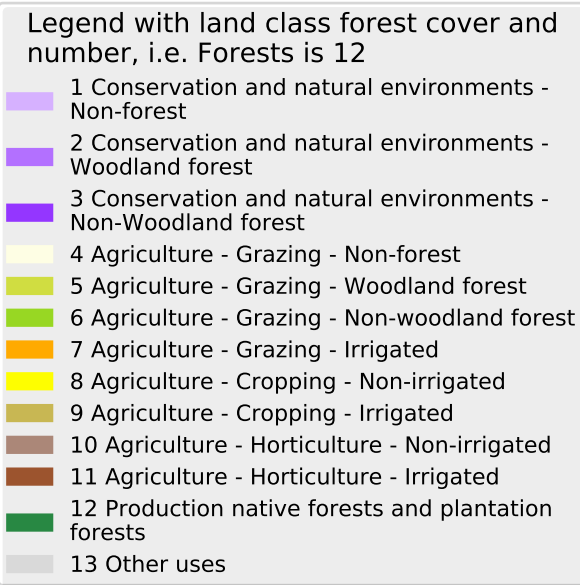 Legend with land class forest cover and
number, i.e. Forests is 12
1 Conservation and natural environments -
Non-forest
2 Conservation and natural environments -
Woodland forest
3 Conservation and natural environments -
Non-Woodland forest
4 Agriculture - Grazing - Non-forest
5 Agriculture - Grazing - Woodland forest
6 Agriculture - Grazing - Non-woodland forest
7 Agriculture - Grazing - Irrigated
8 Agriculture - Cropping - Non-irrigated
9 Agriculture - Cropping - Irrigated
10 Agriculture - Horticulture - Non-irrigated
11 Agriculture - Horticulture - Irrigated
12 Production native forests and plantation
forests
13 Other uses